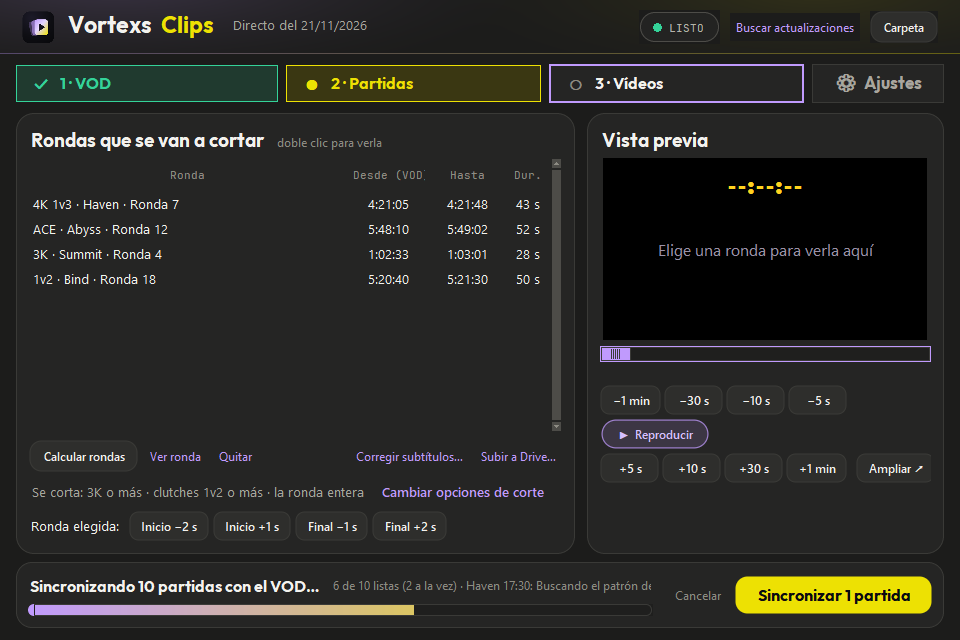 Vortexs Clips
Directo del 21/11/2026
LISTO
Buscar actualizaciones
Carpeta
1·VOD
2·Partidas
3·Vídeos
Ajustes
Rondas que se van a cortar
doble clic para verla
Ronda Desde (VOD) Hasta Dur.
4K 1v3 · Haven · Ronda 7 4:21:05 4:21:48 43 s
ACE · Abyss · Ronda 12 5:48:10 5:49:02 52 s
3K · Summit · Ronda 4 1:02:33 1:03:01 28 s
1v2 · Bind · Ronda 18 5:20:40 5:21:30 50 s
Calcular rondas
Ver ronda
Quitar
Corregir subtítulos...
Subir a Drive...
Se corta: 3K o más · clutches 1v2 o más · la ronda entera
Cambiar opciones de corte
Ronda elegida:
Inicio −2 s
Inicio +1 s
Final −1 s
Final +2 s
Vista previa
--:--:--
Elige una ronda para verla aquí
−1 min
−30 s
−10 s
−5 s
► Reproducir
+5 s
+10 s
+30 s
+1 min
Ampliar ↗
Sincronizando 10 partidas con el VOD...
6 de 10 listas (2 a la vez) · Haven 17:30: Buscando el patrón de
Cancelar
Sincronizar 1 partida